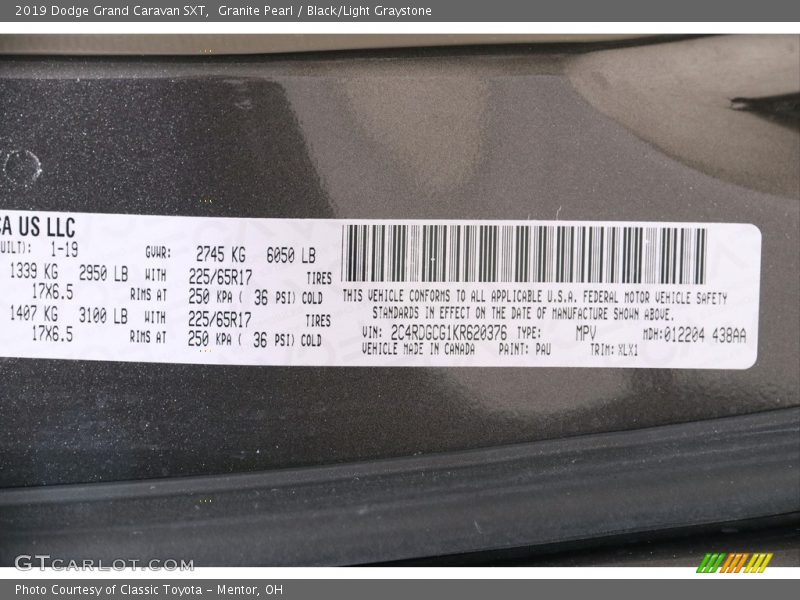 2019 Dodge Grand Caravan SXT,  Granite Pearl / Black/Light Graystone
CA US LLC
UILT): 1-19 GVWR: 2745 KG 6050 LB
1339 KG 2950 LB WITH 225/65R17 TIRES
17X6.5 RIMS AT 250 KPA ( 36 PSI) COLD
1407 KG 3100 LB WITH 225/65R17 TIRES
17X6.5 RIMS AT 250 KPA ( 36 PSI) COLD
THIS VEHICLE CONFORMS TO ALL APPLICABLE U.S.A. FEDERAL MOTOR VEHICLE SAFETY
STANDARDS IN EFFECT ON THE DATE OF MANUFACTURE SHOWN ABOVE.
VIN: 2C4RDGCG1KR620376 TYPE: MPV MDH:012204 438AA
VEHICLE MADE IN CANADA PAINT: PAU TRIM: XLX1
GTCARLOT.COM
Photo Courtesy of Classic Toyota - Mentor, OH